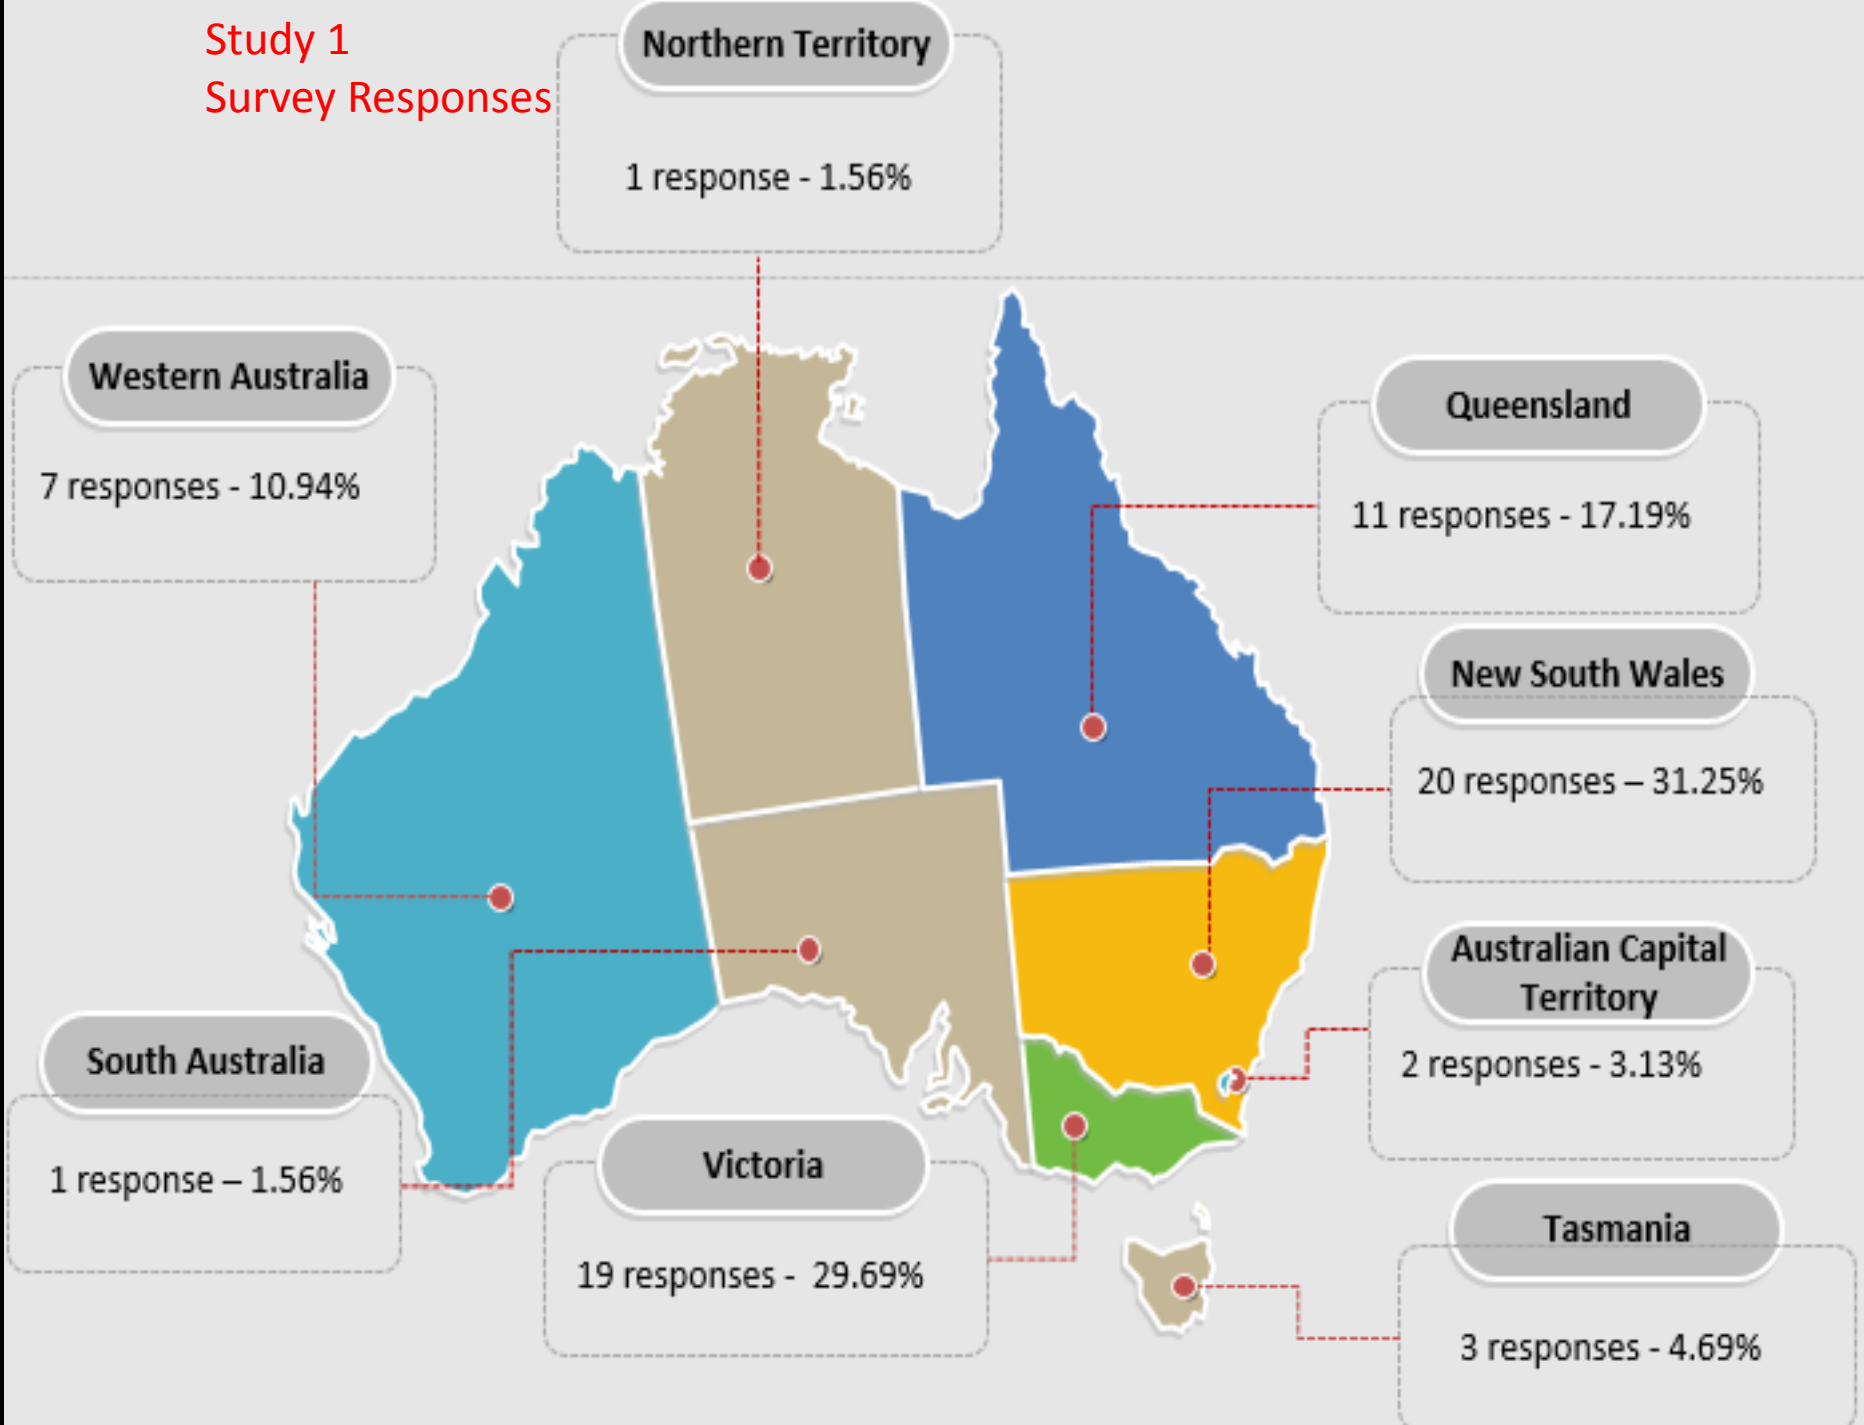 Study 1
Survey Responses
Northern Territory
1 response - 1.56%
Western Australia
7 responses - 10.94%
Queensland
11 responses - 17.19%
New South Wales
20 responses – 31.25%
Australian Capital
Territory
2 responses - 3.13%
South Australia
1 response – 1.56%
Victoria
19 responses -  29.69%
Tasmania
3 responses - 4.69%